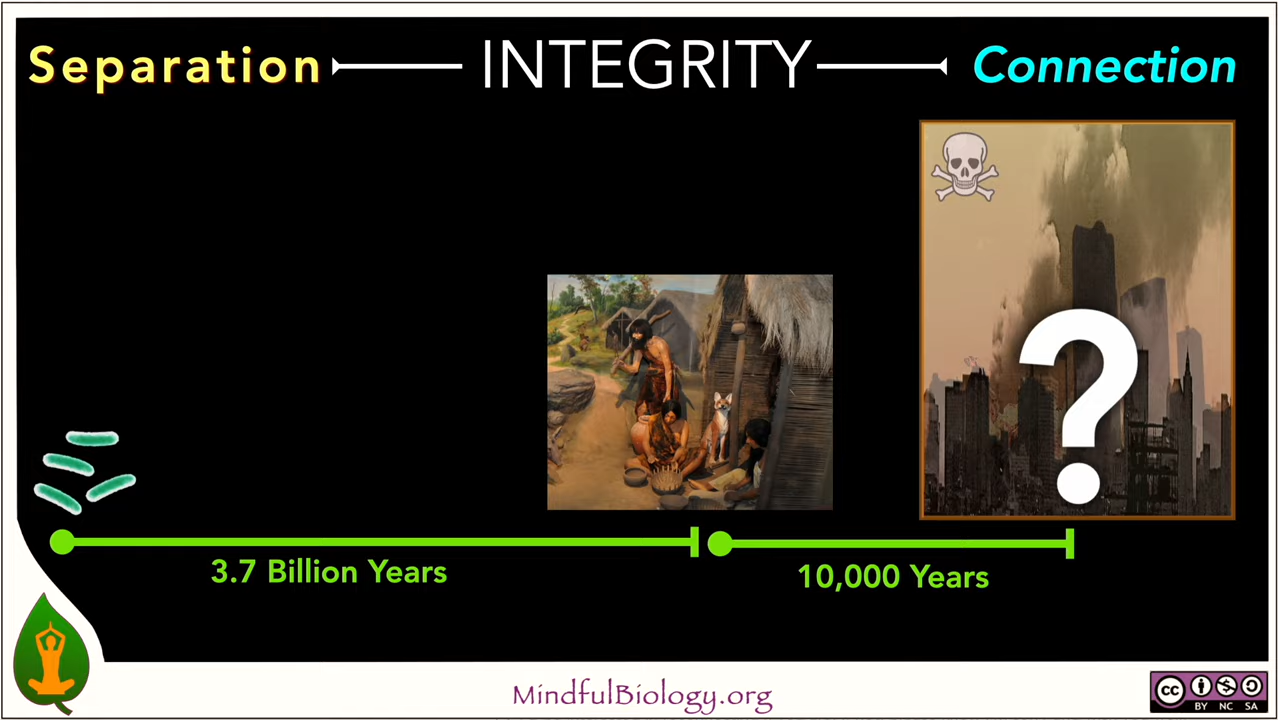 Separation INTEGRITY Connection
?
3.7 Billion Years
10,000 Years
MindfulBiology.org
cc
BY NC SA